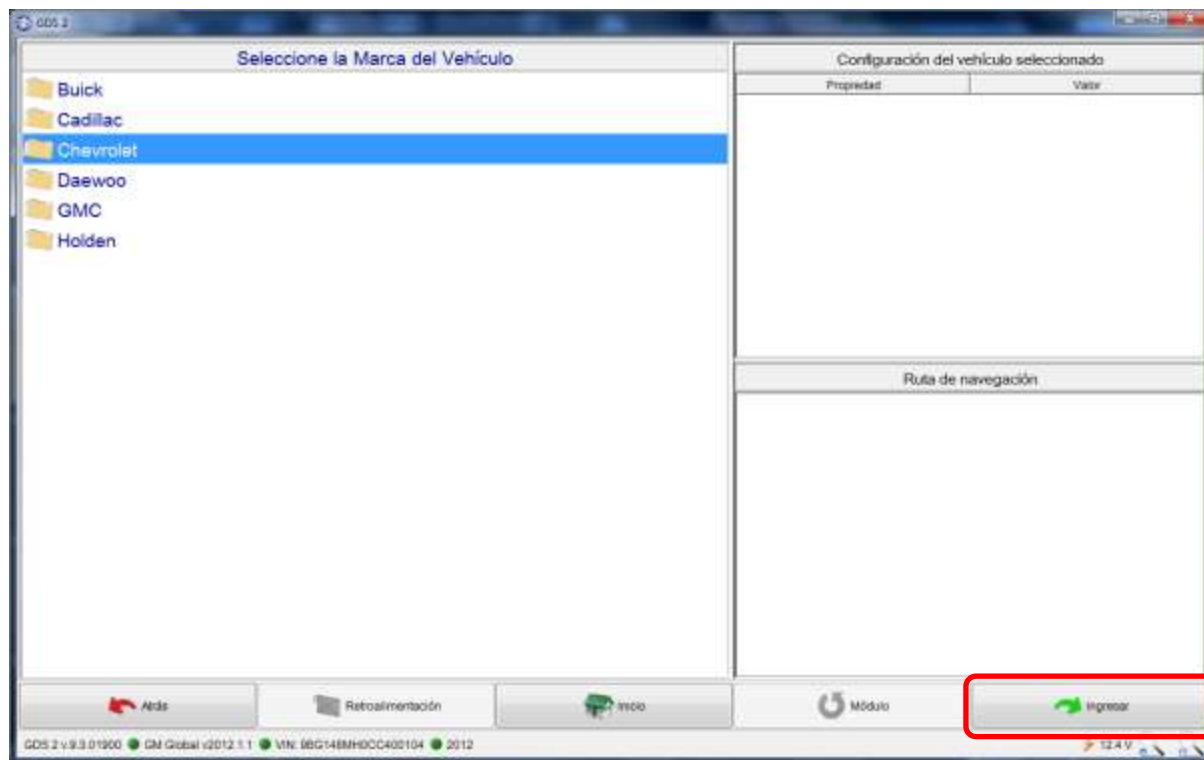 GDS 2
Seleccione la Marca del Vehículo
Buick
Cadillac
Chevrolet
Daewoo
GMC
Holden
Configuración del vehículo seleccionado
Propiedad Valor
Ruta de navegación
Atrás Retroalimentación Inicio Módulo Ingresar
GDS 2 v.9.3.01900 GM Global v2012.1.1 VIN: 9BG148MH0CC400104 2012 12.4 V